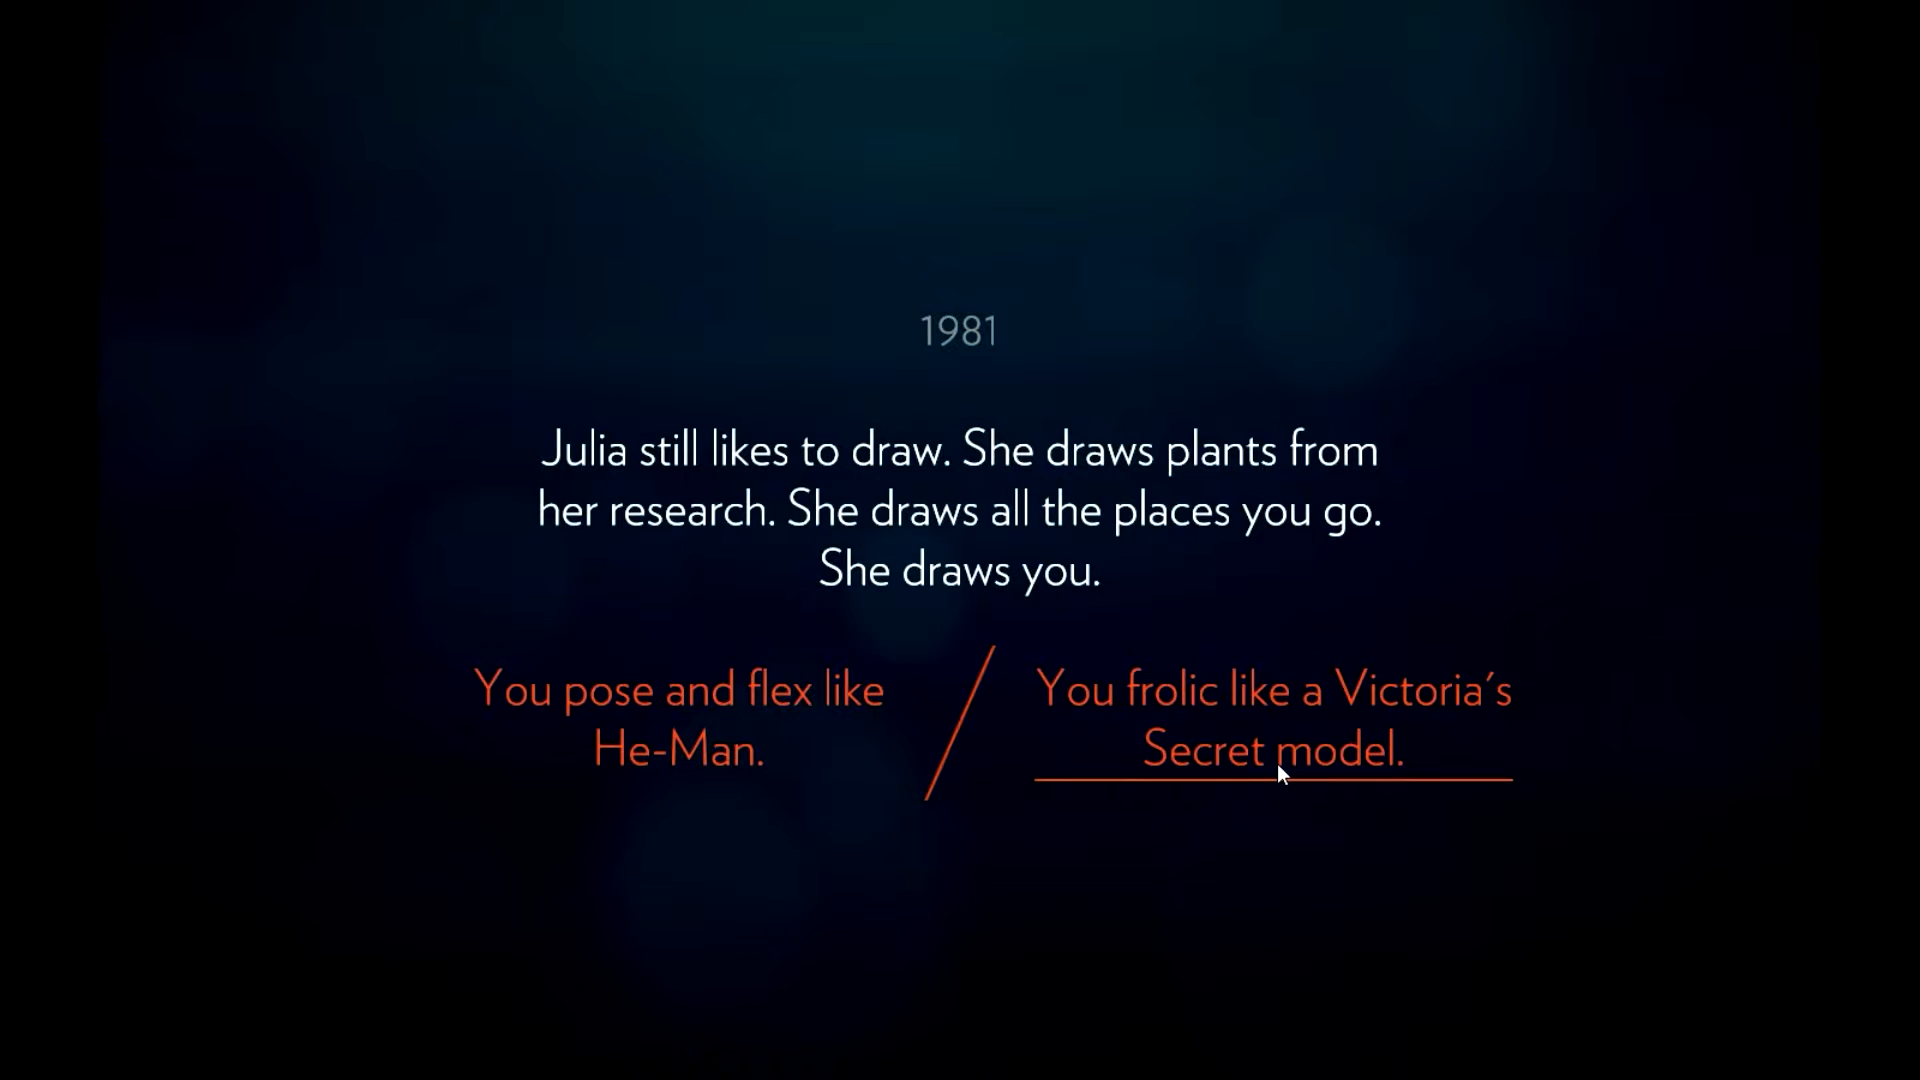 1981
Julia still likes to draw. She draws plants from
her research. She draws all the places you go.
She draws you.
You pose and flex like
He-Man.
You frolic like a Victoria's
Secret model.